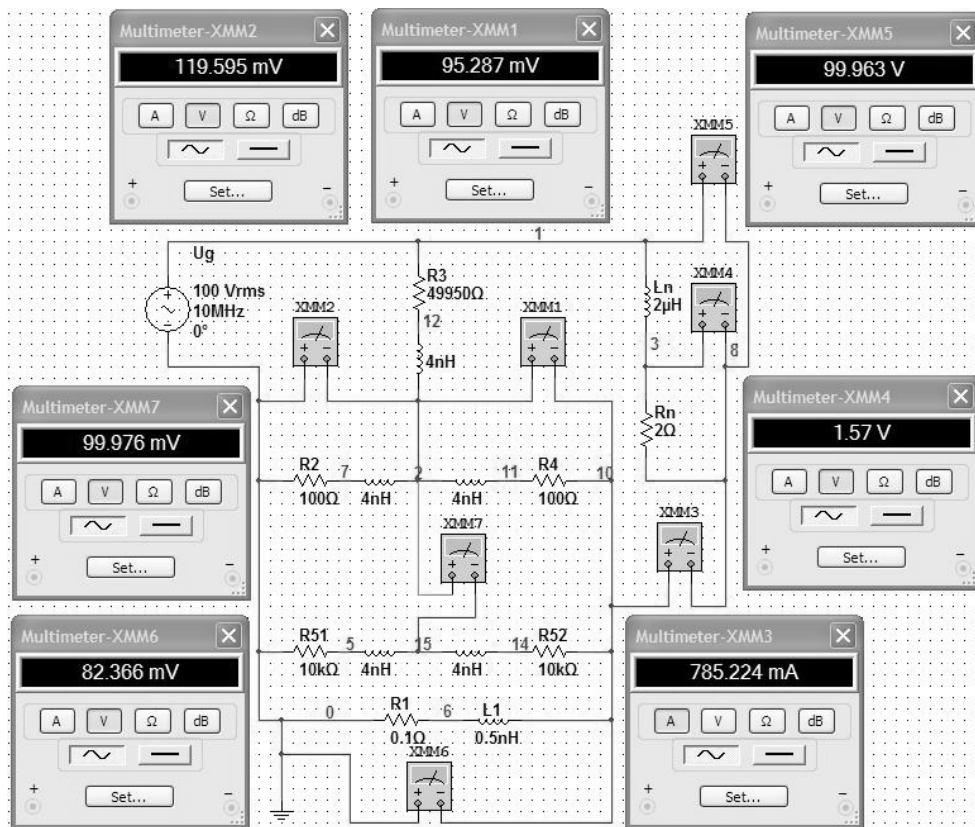 Multimeter-XMM2
119.595 mV
A V Ω dB
+ Set... -
Multimeter-XMM1
95.287 mV
A V Ω dB
+ Set... -
Multimeter-XMM5
99.963 V
A V Ω dB
+ Set... -
XMM5
1
Ug
100 Vrms
10MHz
0°
R3
49950Ω
12
4nH
XMM2
XMM1
Ln
2µH
XMM4
3
8
Rn
2Ω
Multimeter-XMM7
99.976 mV
A V Ω dB
+ Set... -
Multimeter-XMM4
1.57 V
A V Ω dB
+ Set... -
R2 7 2 11 R4 10
100Ω 4nH 4nH 100Ω
XMM7
XMM3
R51 5 15 14 R52
10kΩ 4nH 4nH 10kΩ
0 R1 6 L1
0.1Ω 0.5nH
XMM6
Multimeter-XMM6
82.366 mV
A V Ω dB
+ Set... -
Multimeter-XMM3
785.224 mA
A V Ω dB
+ Set... -